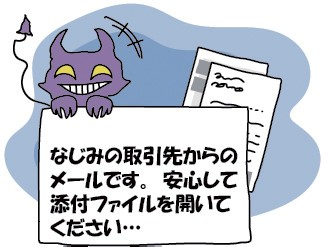 なじみの取引先からの
メールです。安心して
添付ファイルを開いて
ください…